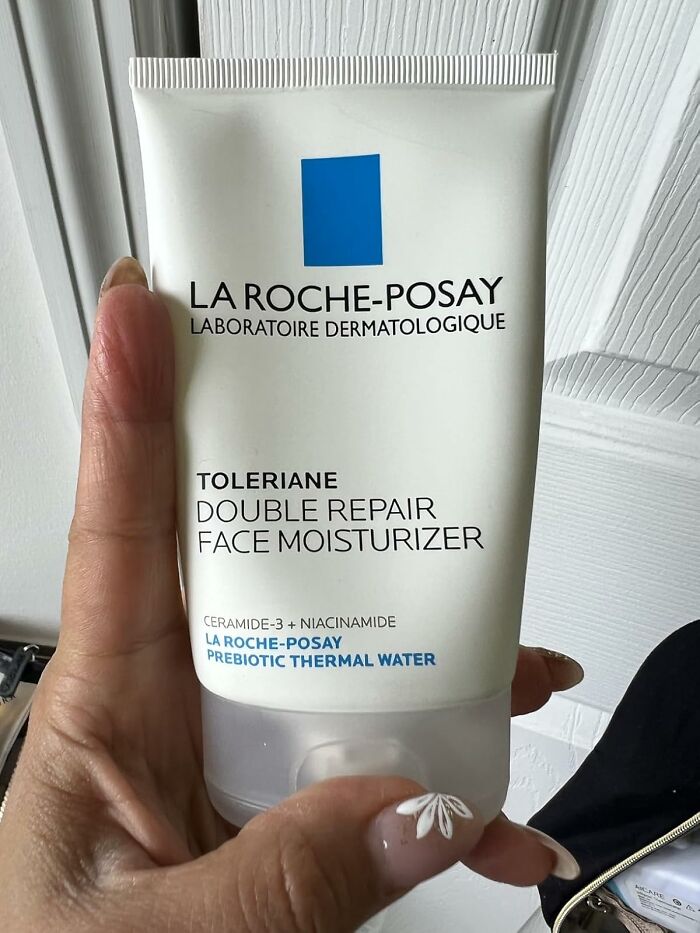 LA ROCHE-POSAY
LABORATOIRE DERMATOLOGIQUE
TOLERIANE
DOUBLE REPAIR
FACE MOISTURIZER
CERAMIDE-3 + NIACINAMIDE
LA ROCHE-POSAY
PREBIOTIC THERMAL WATER